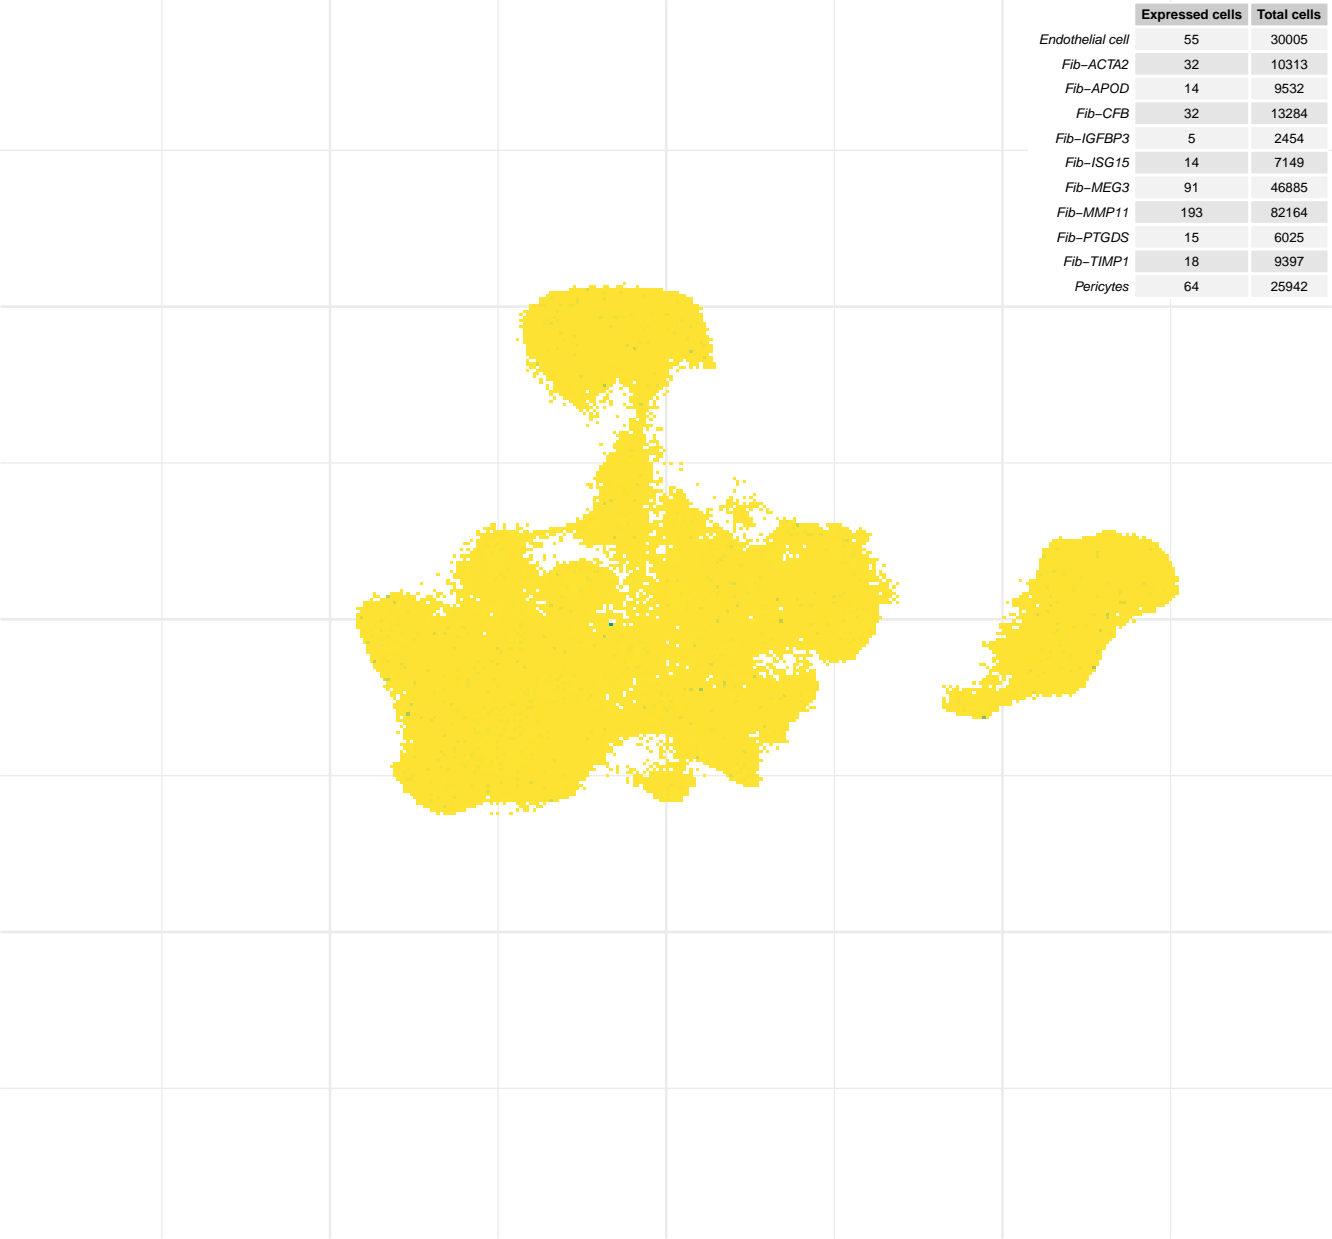 Expressed cells Total cells
Endothelial cell 55 30005
Fib−ACTA2 32 10313
Fib−APOD 14 9532
Fib−CFB 32 13284
Fib−IGFBP3 5 2454
Fib−ISG15 14 7149
Fib−MEG3 91 46885
Fib−MMP11 193 82164
Fib−PTGDS 15 6025
Fib−TIMP1 18 9397
Pericytes 64 25942